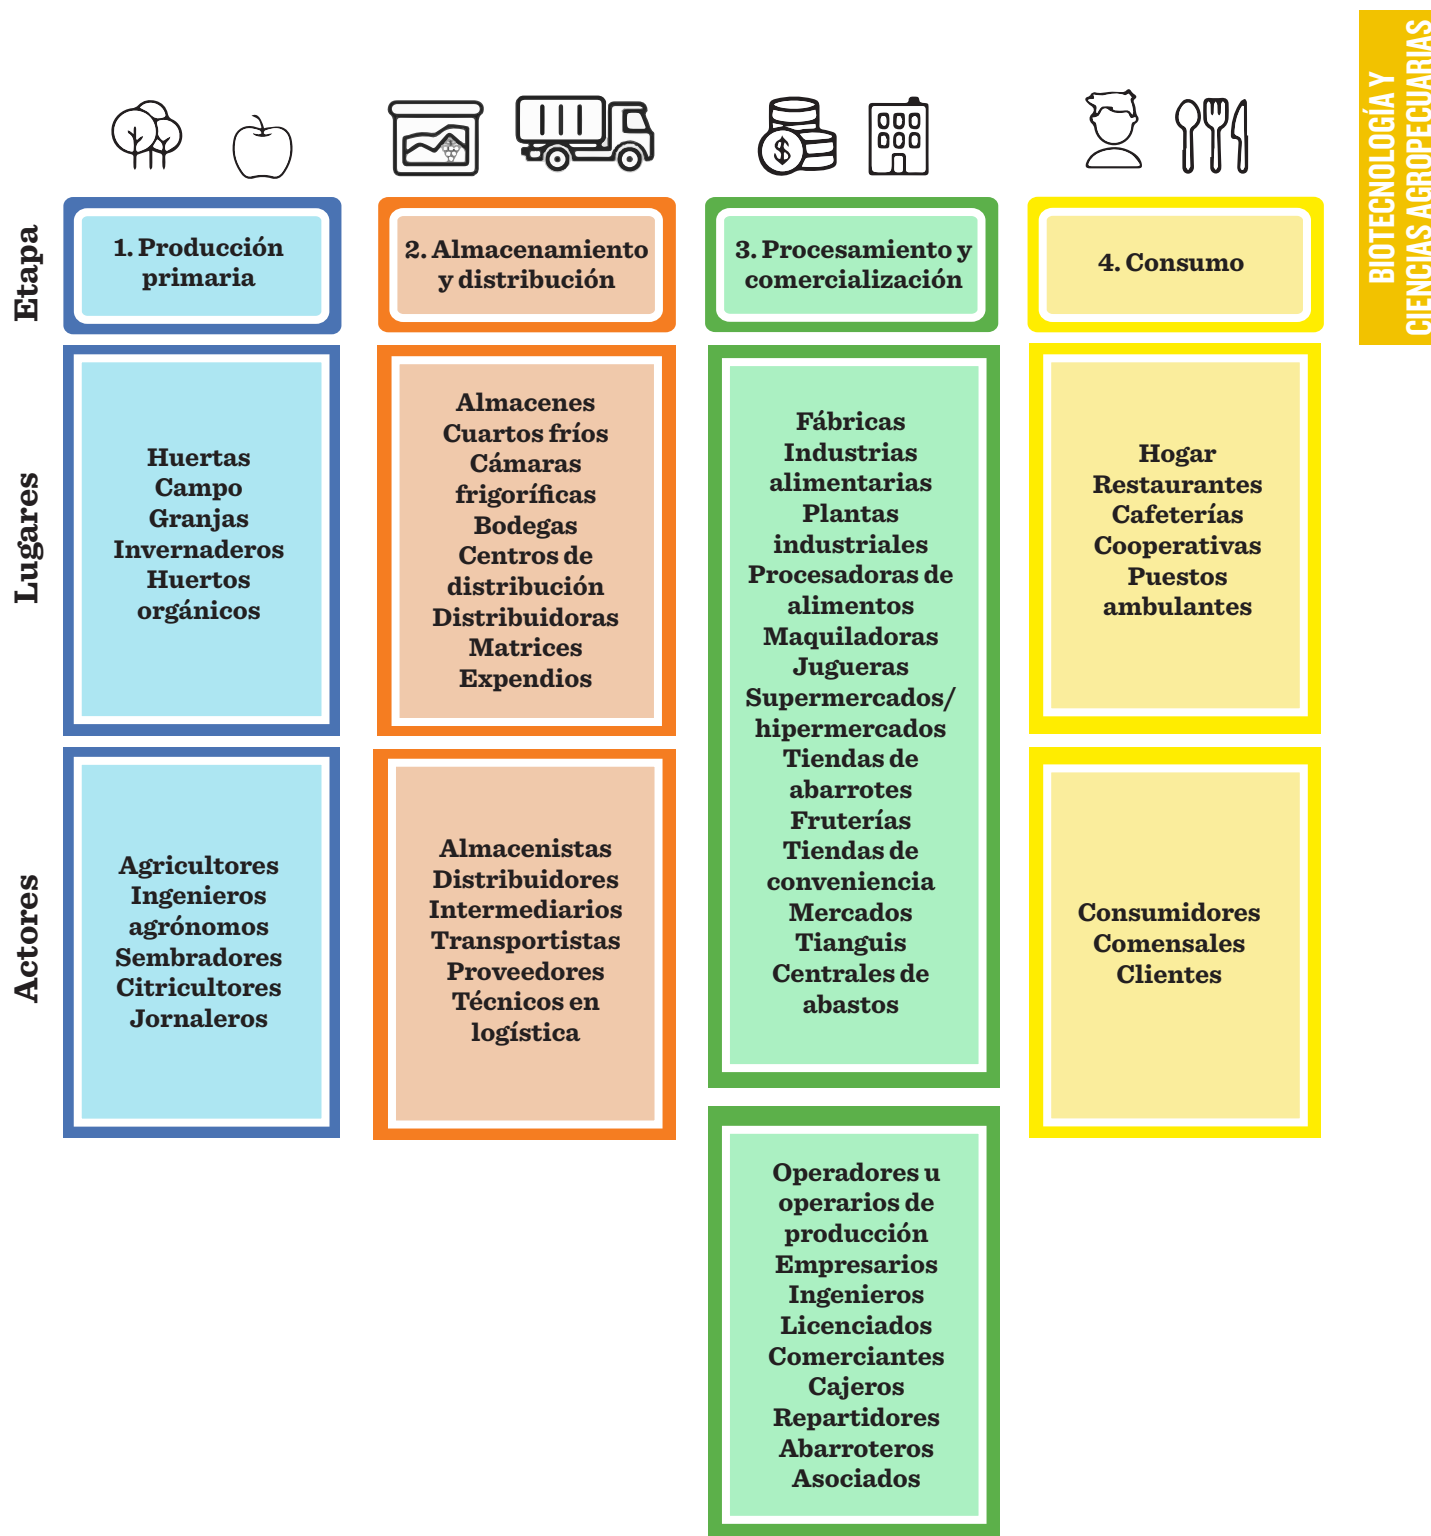 BIOTECNOLOGÍA Y
CIENCIAS AGROPECUARIAS
$
Etapa
1. Producción
primaria
2. Almacenamiento
y distribución
3. Procesamiento y
comercialización
4. Consumo
Lugares
Huertas
Campo
Granjas
Invernaderos
Huertos
orgánicos
Almacenes
Cuartos fríos
Cámaras
frigoríficas
Bodegas
Centros de
distribución
Distribuidoras
Matrices
Expendios
Fábricas
Industrias
alimentarias
Plantas
industriales
Procesadoras de
alimentos
Maquiladoras
Jugueras
Supermercados/
hipermercados
Tiendas de
abarrotes
Fruterías
Tiendas de
conveniencia
Mercados
Tianguis
Centrales de
abastos
Hogar
Restaurantes
Cafeterías
Cooperativas
Puestos
ambulantes
Actores
Agricultores
Ingenieros
agrónomos
Sembradores
Citricultores
Jornaleros
Almacenistas
Distribuidores
Intermediarios
Transportistas
Proveedores
Técnicos en
logística
Operadores u
operarios de
producción
Empresarios
Ingenieros
Licenciados
Comerciantes
Cajeros
Repartidores
Abarroteros
Asociados
Consumidores
Comensales
Clientes